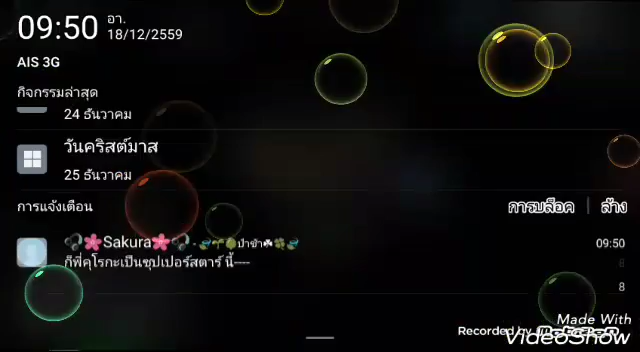 09:50 อา.
18/12/2559
AIS 3G
กิจกรรมล่าสุด
24 ธันวาคม
วันคริสต์มาส
25 ธันวาคม
การแจ้งเตือน
การบล็อค | ล้าง
🎧🌸Sakura🌸🎧
09:50
ก็พี่คุโรกะเป็นซุปเปอร์สตาร์ นี้----
8
8
Made With
Recorded by
VideoShow